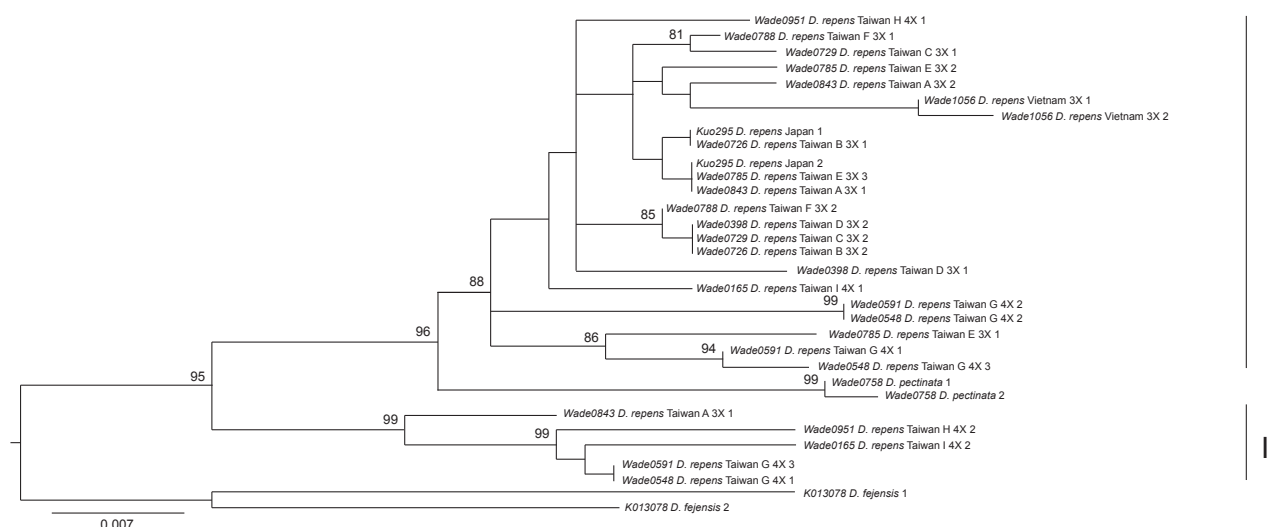 Wade0951 D. repens Taiwan H 4X 1
81
Wade0788 D. repens Taiwan F 3X 1
Wade0729 D. repens Taiwan C 3X 1
Wade0785 D. repens Taiwan E 3X 2
Wade0843 D. repens Taiwan A 3X 2
Wade1056 D. repens Vietnam 3X 1
Wade1056 D. repens Vietnam 3X 2
Kuo295 D. repens Japan 1
Wade0726 D. repens Taiwan B 3X 1
Kuo295 D. repens Japan 2
Wade0785 D. repens Taiwan E 3X 3
Wade0843 D. repens Taiwan A 3X 1
85
Wade0788 D. repens Taiwan F 3X 2
Wade0398 D. repens Taiwan D 3X 2
Wade0729 D. repens Taiwan C 3X 2
Wade0726 D. repens Taiwan B 3X 2
Wade0398 D. repens Taiwan D 3X 1
88
Wade0165 D. repens Taiwan I 4X 1
99
Wade0591 D. repens Taiwan G 4X 2
Wade0548 D. repens Taiwan G 4X 2
96
86
Wade0785 D. repens Taiwan E 3X 1
94
Wade0591 D. repens Taiwan G 4X 1
Wade0548 D. repens Taiwan G 4X 3
95
99
Wade0758 D. pectinata 1
Wade0758 D. pectinata 2
99
Wade0843 D. repens Taiwan A 3X 1
99
Wade0951 D. repens Taiwan H 4X 2
Wade0165 D. repens Taiwan I 4X 2
I
Wade0591 D. repens Taiwan G 4X 3
Wade0548 D. repens Taiwan G 4X 1
K013078 D. fejensis 1
K013078 D. fejensis 2
0.007